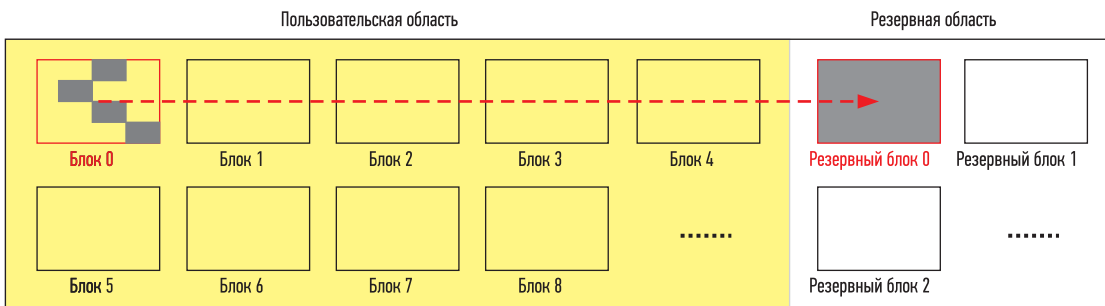 Пользовательская область
Резервная область
Блок 0
Блок 1
Блок 2
Блок 3
Блок 4
Резервный блок 0
Резервный блок 1
Блок 5
Блок 6
Блок 7
Блок 8
.......
Резервный блок 2
.......